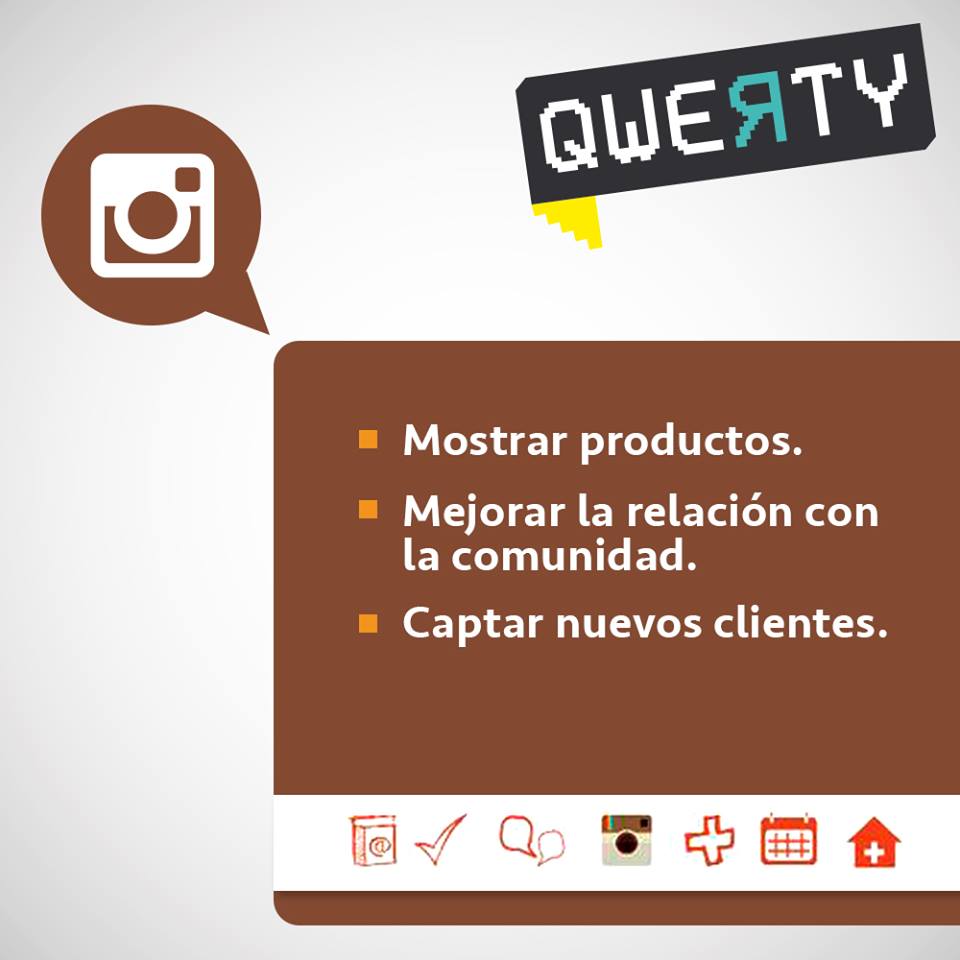 QWEЯTY
Mostrar productos.
Mejorar la relación con
la comunidad.
Captar nuevos clientes.
@